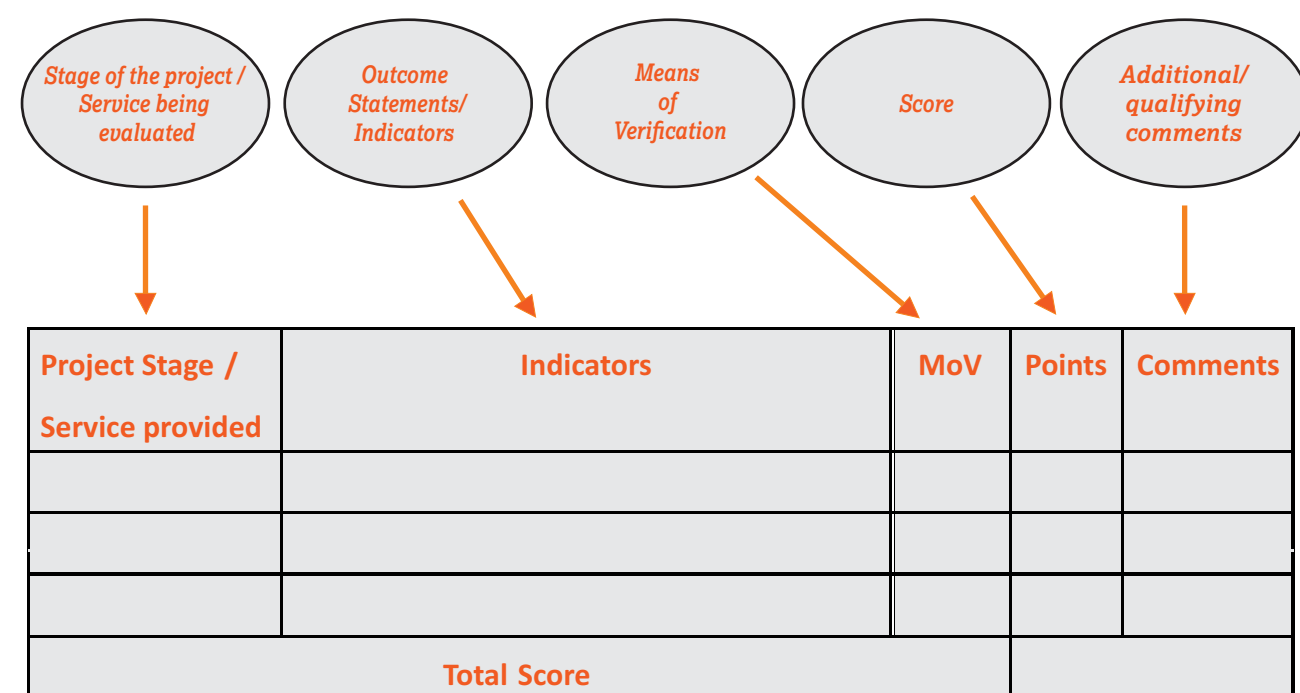 Stage of the project /
Service being
evaluated
Outcome
Statements/
Indicators
Means
of
Verification
Score
Additional/
qualifying
comments
Project Stage /
Service provided
Indicators
MoV
Points
Comments
Total Score